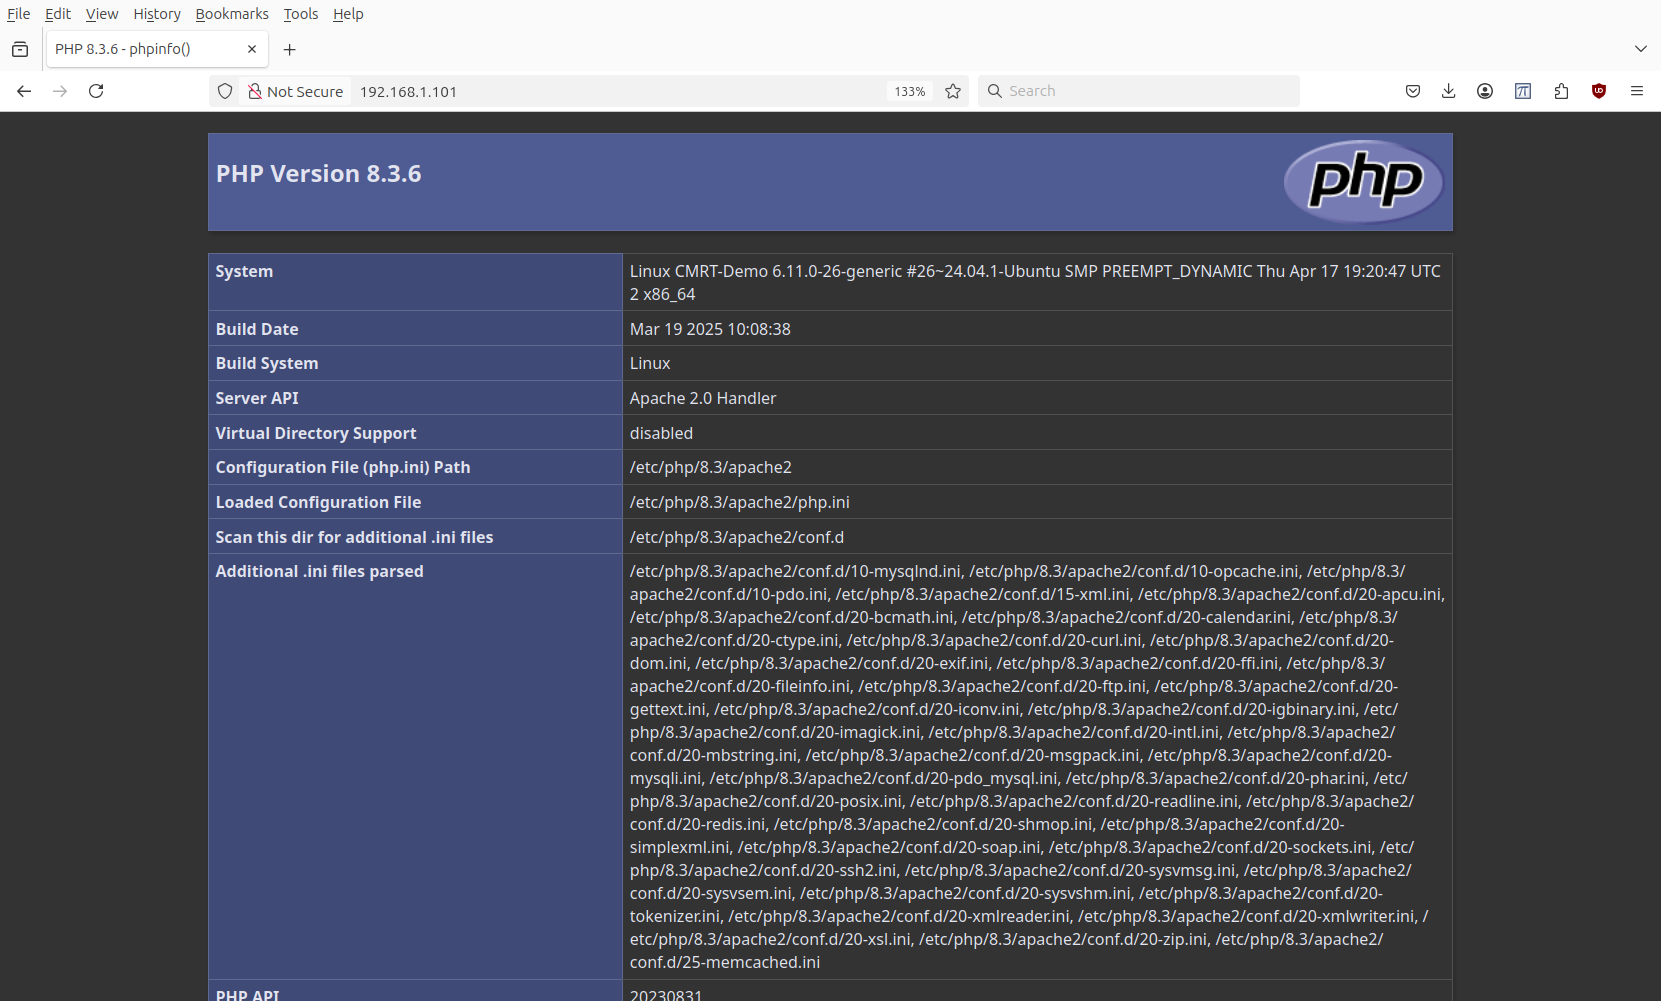 File Edit View History Bookmarks Tools Help
PHP 8.3.6 - phpinfo()
Not Secure 192.168.1.101 133% Search
PHP Version 8.3.6
php
System Linux CMRT-Demo 6.11.0-26-generic #26~24.04.1-Ubuntu SMP PREEMPT_DYNAMIC Thu Apr 17 19:20:47 UTC
2 x86_64
Build Date Mar 19 2025 10:08:38
Build System Linux
Server API Apache 2.0 Handler
Virtual Directory Support disabled
Configuration File (php.ini) Path /etc/php/8.3/apache2
Loaded Configuration File /etc/php/8.3/apache2/php.ini
Scan this dir for additional .ini files /etc/php/8.3/apache2/conf.d
Additional .ini files parsed /etc/php/8.3/apache2/conf.d/10-mysqlnd.ini, /etc/php/8.3/apache2/conf.d/10-opcache.ini, /etc/php/8.3/
apache2/conf.d/10-pdo.ini, /etc/php/8.3/apache2/conf.d/15-xml.ini, /etc/php/8.3/apache2/conf.d/20-apcu.ini,
/etc/php/8.3/apache2/conf.d/20-bcmath.ini, /etc/php/8.3/apache2/conf.d/20-calendar.ini, /etc/php/8.3/
apache2/conf.d/20-ctype.ini, /etc/php/8.3/apache2/conf.d/20-curl.ini, /etc/php/8.3/apache2/conf.d/20-
dom.ini, /etc/php/8.3/apache2/conf.d/20-exif.ini, /etc/php/8.3/apache2/conf.d/20-ffi.ini, /etc/php/8.3/
apache2/conf.d/20-fileinfo.ini, /etc/php/8.3/apache2/conf.d/20-ftp.ini, /etc/php/8.3/apache2/conf.d/20-
gettext.ini, /etc/php/8.3/apache2/conf.d/20-iconv.ini, /etc/php/8.3/apache2/conf.d/20-igbinary.ini, /etc/
php/8.3/apache2/conf.d/20-imagick.ini, /etc/php/8.3/apache2/conf.d/20-intl.ini, /etc/php/8.3/apache2/
conf.d/20-mbstring.ini, /etc/php/8.3/apache2/conf.d/20-msgpack.ini, /etc/php/8.3/apache2/conf.d/20-
mysqli.ini, /etc/php/8.3/apache2/conf.d/20-pdo_mysql.ini, /etc/php/8.3/apache2/conf.d/20-phar.ini, /etc/
php/8.3/apache2/conf.d/20-posix.ini, /etc/php/8.3/apache2/conf.d/20-readline.ini, /etc/php/8.3/apache2/
conf.d/20-redis.ini, /etc/php/8.3/apache2/conf.d/20-shmop.ini, /etc/php/8.3/apache2/conf.d/20-
simplexml.ini, /etc/php/8.3/apache2/conf.d/20-soap.ini, /etc/php/8.3/apache2/conf.d/20-sockets.ini, /etc/
php/8.3/apache2/conf.d/20-ssh2.ini, /etc/php/8.3/apache2/conf.d/20-sysvmsg.ini, /etc/php/8.3/apache2/
conf.d/20-sysvsem.ini, /etc/php/8.3/apache2/conf.d/20-sysvshm.ini, /etc/php/8.3/apache2/conf.d/20-
tokenizer.ini, /etc/php/8.3/apache2/conf.d/20-xmlreader.ini, /etc/php/8.3/apache2/conf.d/20-xmlwriter.ini, /
etc/php/8.3/apache2/conf.d/20-xsl.ini, /etc/php/8.3/apache2/conf.d/20-zip.ini, /etc/php/8.3/apache2/
conf.d/25-memcached.ini
PHP API 20230831